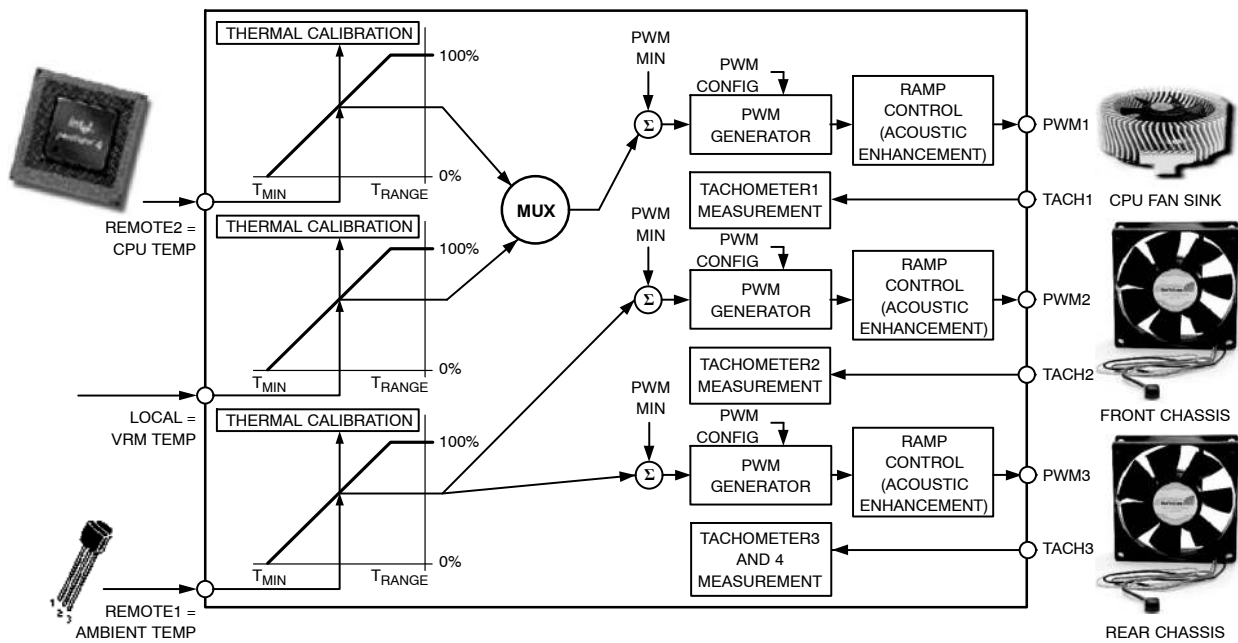 THERMAL CALIBRATION
100%
0%
TMIN
TRANGE
REMOTE2 =
CPU TEMP
THERMAL CALIBRATION
100%
0%
TMIN
TRANGE
LOCAL =
VRM TEMP
THERMAL CALIBRATION
100%
0%
TMIN
TRANGE
REMOTE1 =
AMBIENT TEMP
1
2
3
intel
pentium 4
MUX
PWM
MIN
Σ
PWM
CONFIG
PWM
GENERATOR
RAMP
CONTROL
(ACOUSTIC
ENHANCEMENT)
PWM1
TACHOMETER1
MEASUREMENT
TACH1
CPU FAN SINK
PWM
MIN
Σ
PWM
CONFIG
PWM
GENERATOR
RAMP
CONTROL
(ACOUSTIC
ENHANCEMENT)
PWM2
TACHOMETER2
MEASUREMENT
TACH2
FRONT CHASSIS
PWM
MIN
Σ
PWM
CONFIG
PWM
GENERATOR
RAMP
CONTROL
(ACOUSTIC
ENHANCEMENT)
PWM3
TACHOMETER3
AND 4
MEASUREMENT
TACH3
REAR CHASSIS